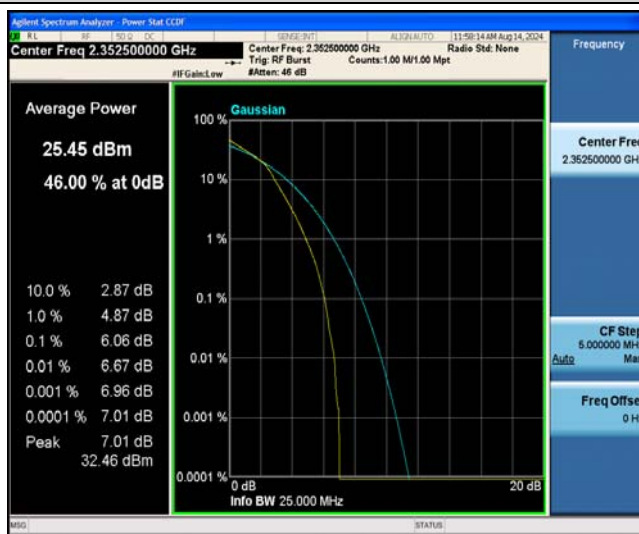 Agilent Spectrum Analyzer - Power Stat CCDF
RL RF 50 Ω DC SENSE:INT ALIGN AUTO 11:58:14 AM Aug 14, 2024
Center Freq 2.352500000 GHz
Center Freq: 2.352500000 GHz Radio Std: None
Trig: RF Burst Counts:1.00 M/1.00 Mpt
#IFGain:Low #Atten: 46 dB
Frequency
Average Power
25.45 dBm
46.00 % at 0dB
10.0 % 2.87 dB
1.0 % 4.87 dB
0.1 % 6.06 dB
0.01 % 6.67 dB
0.001 % 6.96 dB
0.0001 % 7.01 dB
Peak 7.01 dB
32.46 dBm
Gaussian
100 %
10 %
1 %
0.1 %
0.01 %
0.001 %
0.0001 %
0 dB 20 dB
Info BW 25.000 MHz
Center Fre
2.352500000 GH
CF Step
5.000000 MH
Auto Ma
Freq Offse
0 H
MSG STATUS